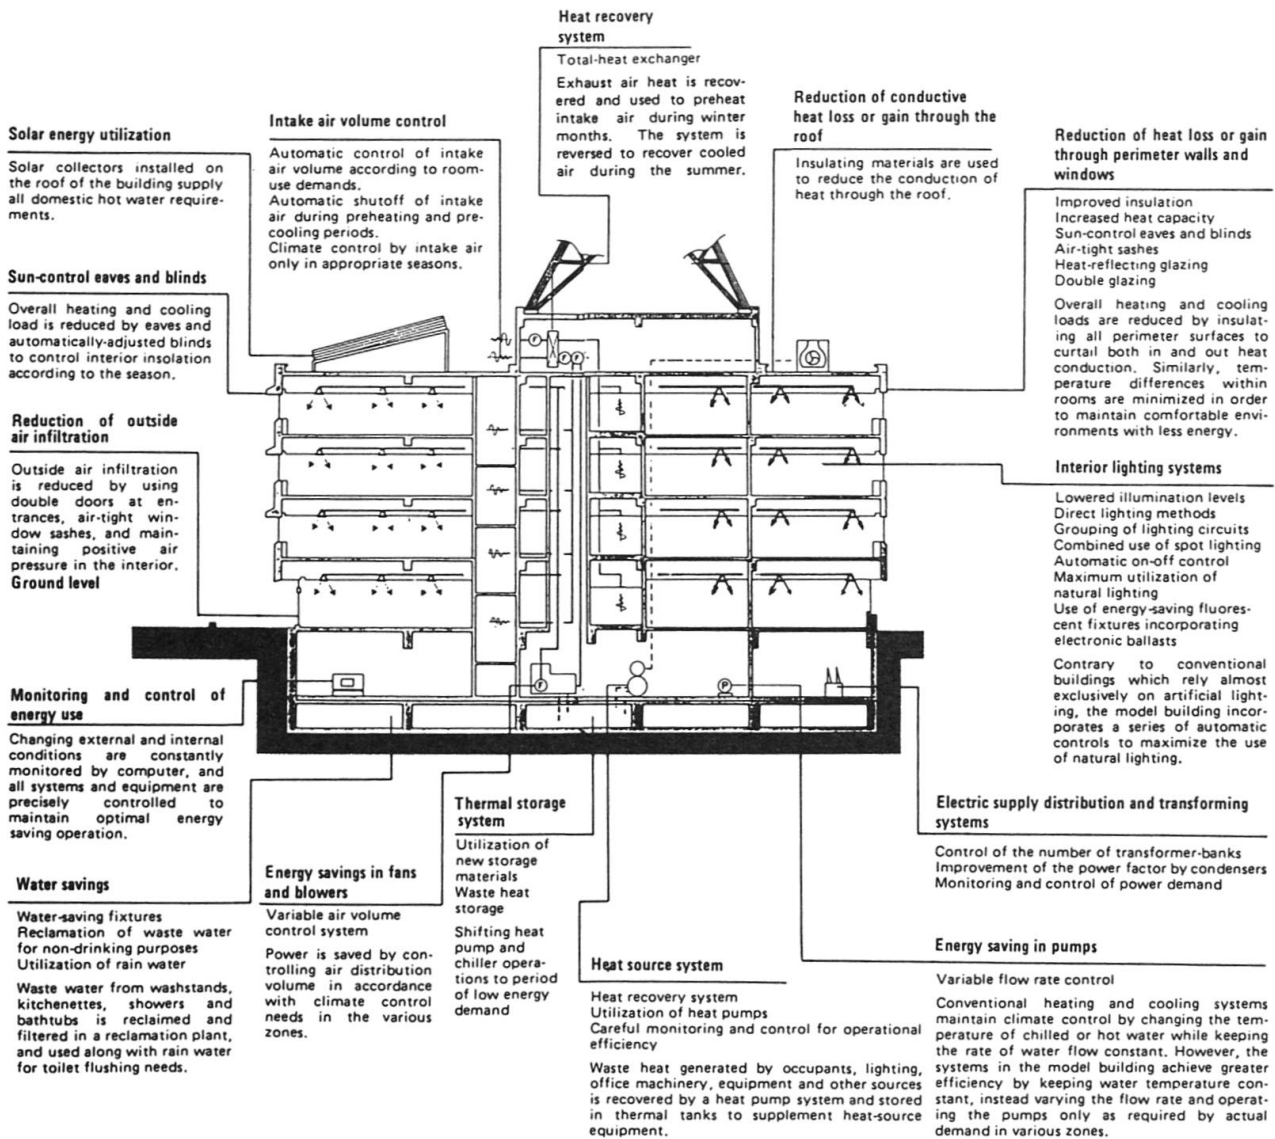 Heat recovery
system
Total-heat exchanger
Exhaust air heat is recov-
ered and used to preheat
intake air during winter
months. The system is
reversed to recover cooled
air during the summer.
Reduction of conductive
heat loss or gain through the
roof
Insulating materials are used
to reduce the conduction of
heat through the roof.
Intake air volume control
Automatic control of intake
air volume according to room-
use demands.
Automatic shutoff of intake
air during preheating and pre-
cooling periods.
Climate control by intake air
only in appropriate seasons.
Solar energy utilization
Solar collectors installed on
the roof of the building supply
all domestic hot water require-
ments.
Sun-control eaves and blinds
Overall heating and cooling
load is reduced by eaves and
automatically-adjusted blinds
to control interior insolation
according to the season.
Reduction of outside
air infiltration
Outside air infiltration
is reduced by using
double doors at en-
trances, air-tight win-
dow sashes, and main-
taining positive air
pressure in the interior.
Ground level
Monitoring and control of
energy use
Changing external and internal
conditions are constantly
monitored by computer, and
all systems and equipment are
precisely controlled to
maintain optimal energy
saving operation.
Water savings
Water-saving fixtures
Reclamation of waste water
for non-drinking purposes
Utilization of rain water
Waste water from washstands,
kitchenettes, showers and
bathtubs is reclaimed and
filtered in a reclamation plant,
and used along with rain water
for toilet flushing needs.
Energy savings in fans
and blowers
Variable air volume
control system
Power is saved by con-
trolling air distribution
volume in accordance
with climate control
needs in the various
zones.
Thermal storage
system
Utilization of
new storage
materials
Waste heat
storage
Shifting heat
pump and
chiller opera-
tions to period
of low energy
demand
Heat source system
Heat recovery system
Utilization of heat pumps
Careful monitoring and control for operational
efficiency
Waste heat generated by occupants, lighting,
office machinery, equipment and other sources
is recovered by a heat pump system and stored
in thermal tanks to supplement heat-source
equipment.
Reduction of heat loss or gain
through perimeter walls and
windows
Improved insulation
Increased heat capacity
Sun-control eaves and blinds
Air-tight sashes
Heat-reflecting glazing
Double glazing
Overall heating and cooling
loads are reduced by insulat-
ing all perimeter surfaces to
curtail both in and out heat
conduction. Similarly, tem-
perature differences within
rooms are minimized in order
to maintain comfortable envi-
ronments with less energy.
Interior lighting systems
Lowered illumination levels
Direct lighting methods
Grouping of lighting circuits
Combined use of spot lighting
Automatic on-off control
Maximum utilization of
natural lighting
Use of energy-saving fluores-
cent fixtures incorporating
electronic ballasts
Contrary to conventional
buildings which rely almost
exclusively on artificial light-
ing, the model building incor-
porates a series of automatic
controls to maximize the use
of natural lighting.
Electric supply distribution and transforming
systems
Control of the number of transformer-banks
Improvement of the power factor by condensers
Monitoring and control of power demand
Energy saving in pumps
Variable flow rate control
Conventional heating and cooling systems
maintain climate control by changing the tem-
perature of chilled or hot water while keeping
the rate of water flow constant. However, the
systems in the model building achieve greater
efficiency by keeping water temperature con-
stant, instead varying the flow rate and operat-
ing the pumps only as required by actual
demand in various zones.
F
F F
F
P